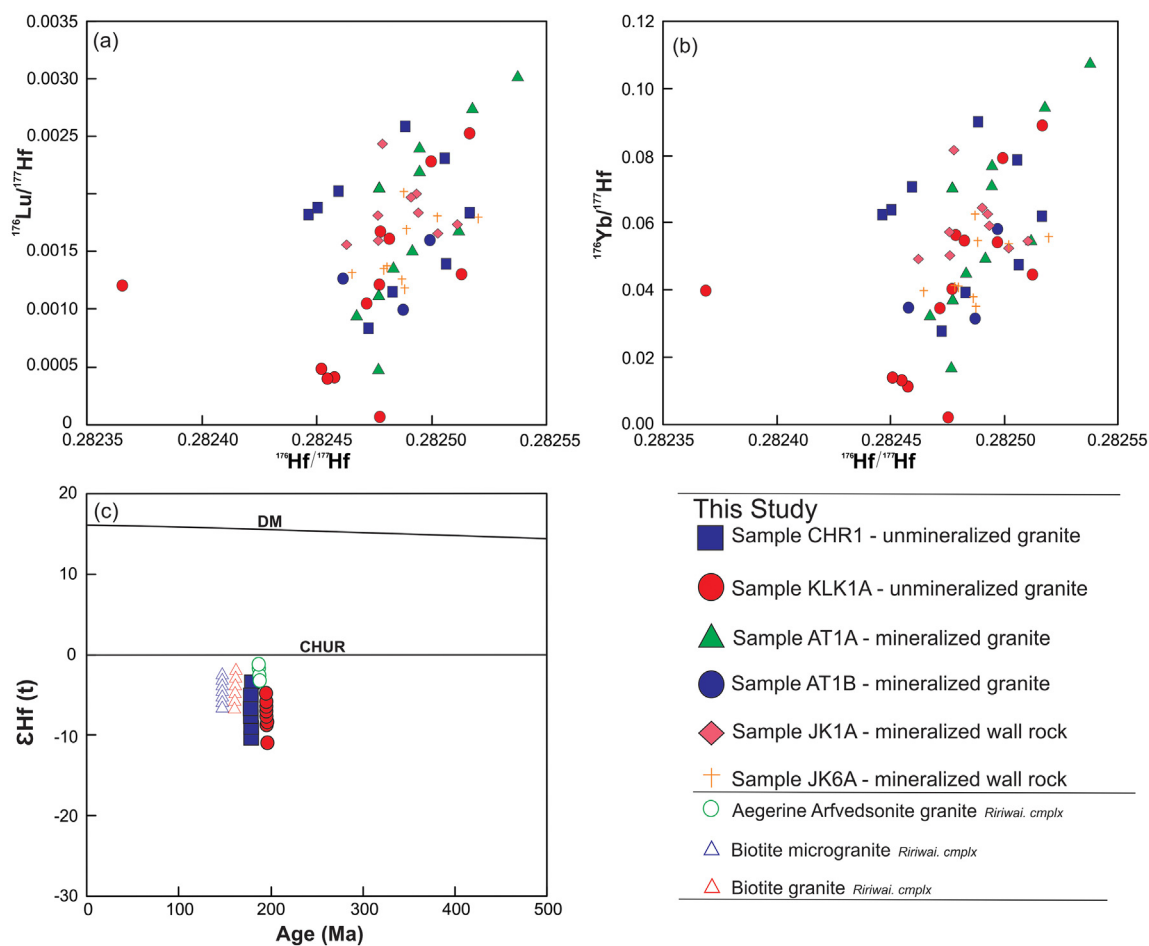 (a)
0.0035
0.0030
0.0025
0.0015
0.0010
0.0005
0
¹⁷⁶Lu/¹⁷⁷Hf
0.28235
0.28240
0.28245
0.28250
0.28255
¹⁷⁶Hf/¹⁷⁷Hf
(b)
0.12
0.10
0.08
0.06
0.04
0.02
0.00
¹⁷⁶Yb/¹⁷⁷Hf
0.28235
0.28240
0.28245
0.28250
0.28255
¹⁷⁶Hf/¹⁷⁷Hf
(c)
20
10
0
-10
-20
-30
DM
CHUR
εHf (t)
0
100
200
300
400
500
Age (Ma)
This Study
Sample CHR1 - unmineralized granite
Sample KLK1A - unmineralized granite
Sample AT1A - mineralized granite
Sample AT1B - mineralized granite
Sample JK1A - mineralized wall rock
Sample JK6A - mineralized wall rock
Aegerine Arfvedsonite granite Ririwai. cmplx
Biotite microgranite Ririwai. cmplx
Biotite granite Ririwai. cmplx